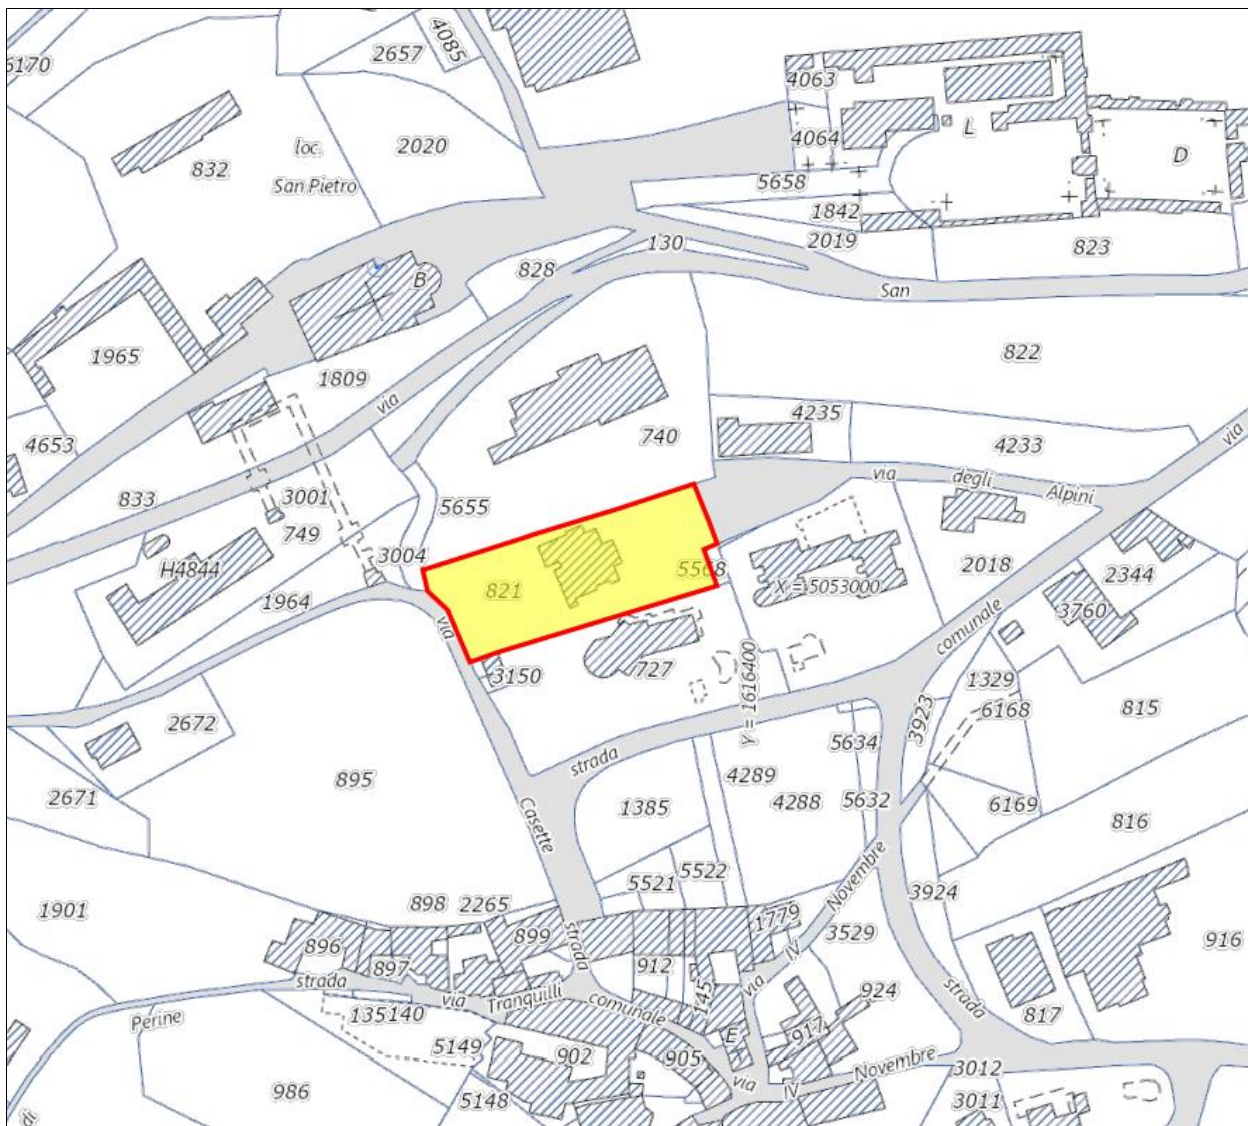 6170
2657
4085
4063
4064
L
D
loc.
San Pietro
832
2020
5658
1842
2019
823
130
828
B
San
1965
1809
822
via
4653
740
4235
4233
via
833
3001
749
5655
via
degli
Alpini
H4844
3004
1964
821
5568
X = 5053000
2018
2344
3760
via
3150
727
comunale
1329
6168
815
3923
Y = 1616400
2672
strada
5634
2671
895
4289
4288
5632
6169
1385
Casette
816
5522
5521
Novembre
3924
1901
898
2265
1779
3529
896
899
strada
IV
916
897
912
strada
via
Tranquilli
comunale
145
via
924
strada
Perine
135140
5149
902
905
E
917
817
986
5148
via
IV
Novembre
3012
3011
di